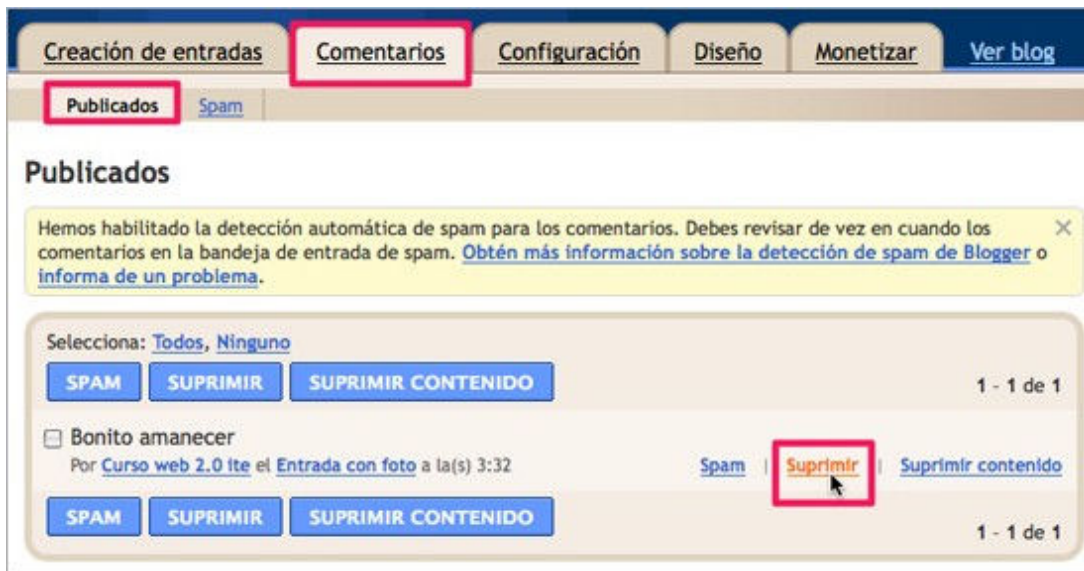 Creación de entradas Comentarios Configuración Diseño Monetizar Ver blog
Publicados Spam
Publicados
Hemos habilitado la detección automática de spam para los comentarios. Debes revisar de vez en cuando los
comentarios en la bandeja de entrada de spam. Obtén más información sobre la detección de spam de Blogger o
informa de un problema.
Selecciona: Todos, Ninguno
SPAM SUPRIMIR SUPRIMIR CONTENIDO 1 - 1 de 1
Bonito amanecer
Por Curso web 2.0 ite el Entrada con foto a la(s) 3:32 Spam | Suprimir | Suprimir contenido
SPAM SUPRIMIR SUPRIMIR CONTENIDO 1 - 1 de 1